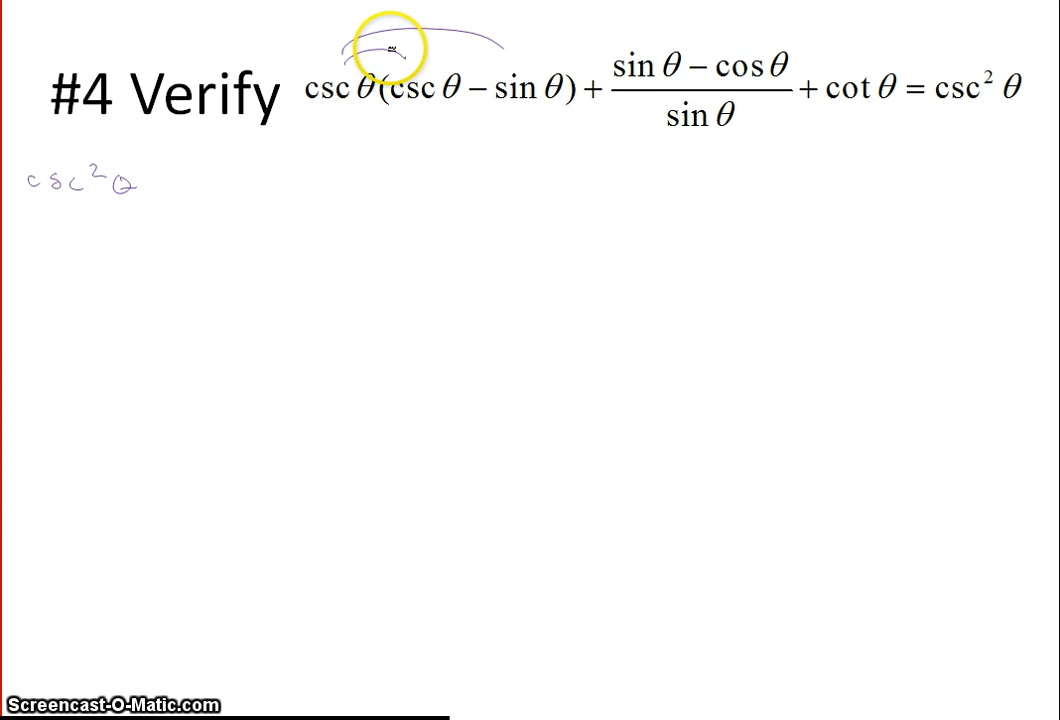 #4 Verify csc θ(csc θ − sin θ) + (sin θ − cos θ)/(sin θ) + cot θ = csc² θ
csc²θ
Screencast-O-Matic.com